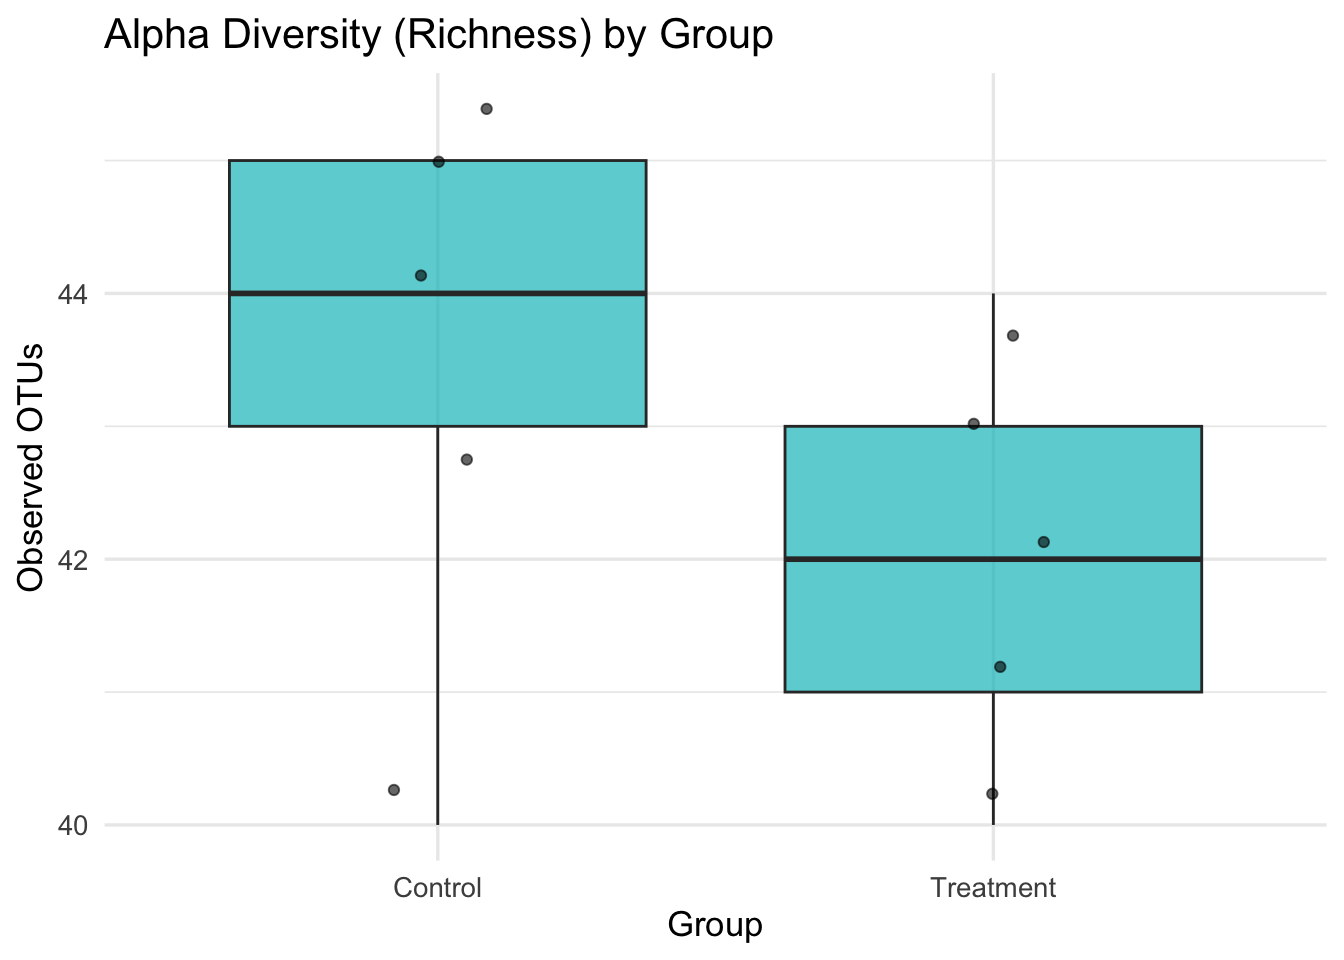 Alpha Diversity (Richness) by Group
Observed OTUs
44
42
40
Control
Treatment
Group